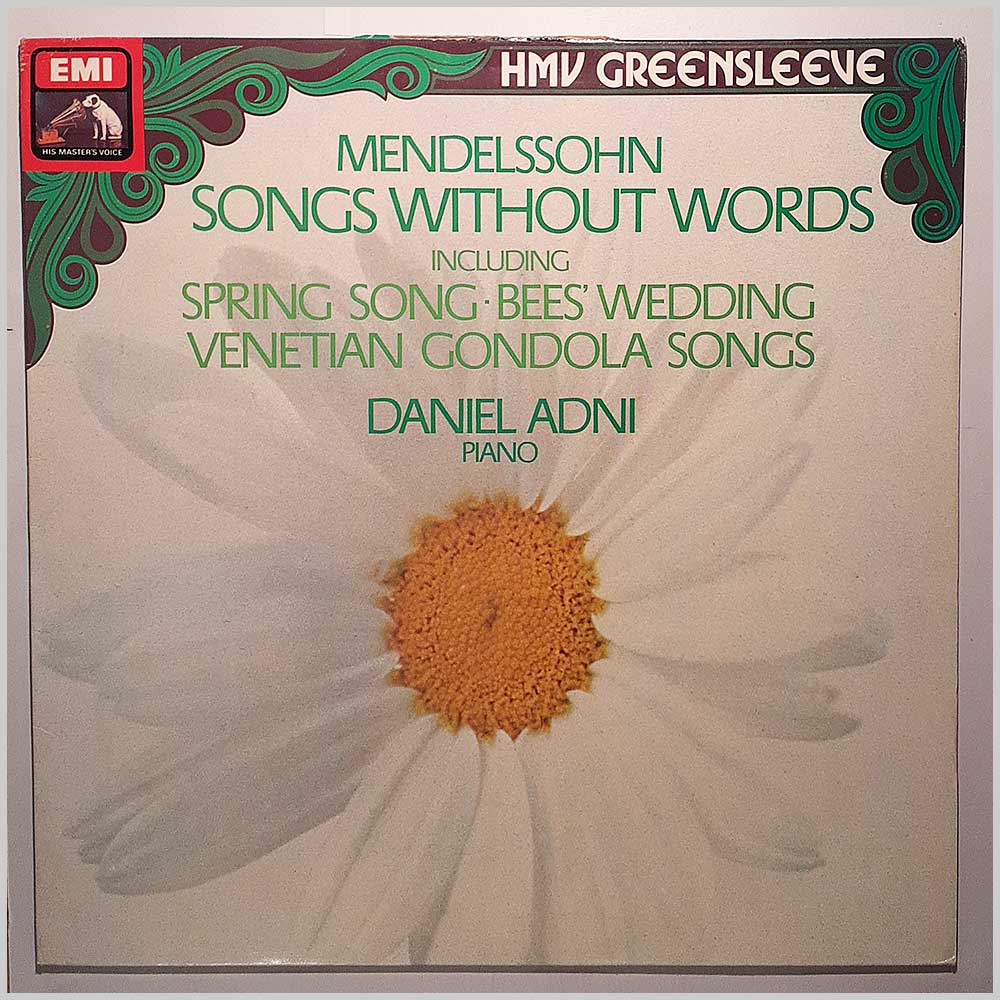 EMI
HIS MASTER'S VOICE
HMV GREENSLEEVE
MENDELSSOHN
SONGS WITHOUT WORDS
INCLUDING
SPRING SONG · BEES' WEDDING
VENETIAN GONDOLA SONGS
DANIEL ADNI
PIANO